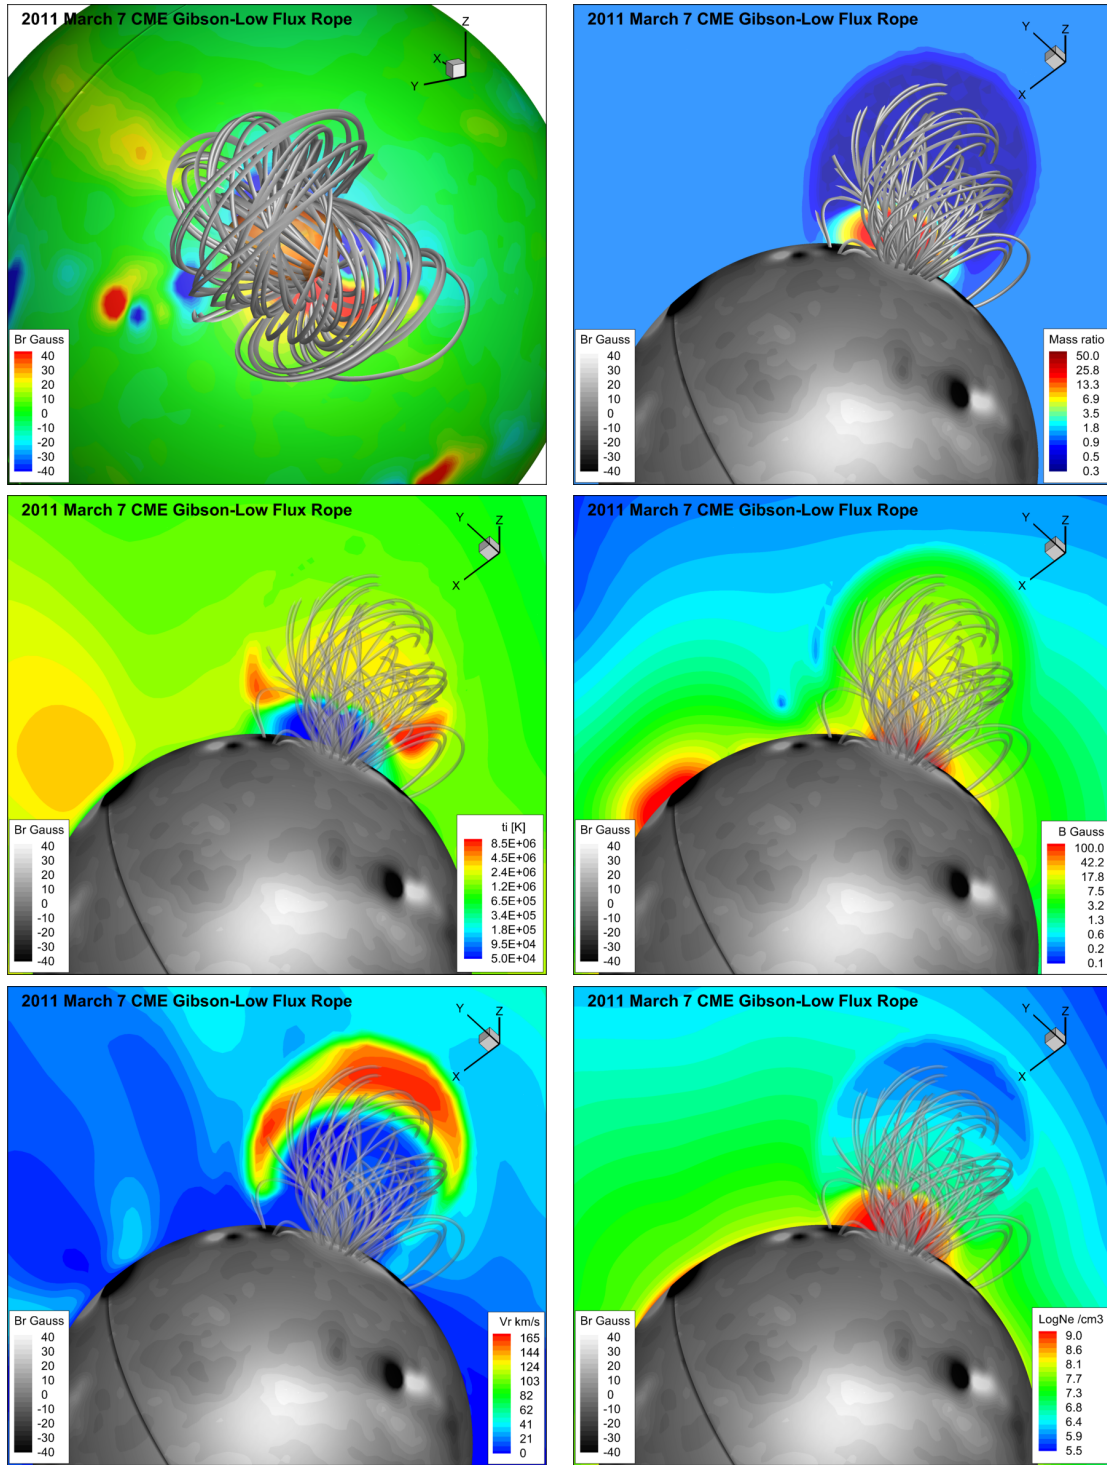 2011 March 7 CME Gibson-Low Flux Rope
Z
X
Y
Br Gauss
40
30
20
10
0
-10
-20
-30
-40
2011 March 7 CME Gibson-Low Flux Rope
Y
Z
X
Br Gauss
40
30
20
10
0
-10
-20
-30
-40
Mass ratio
50.0
25.8
13.3
6.9
3.5
1.8
0.9
0.5
0.3
2011 March 7 CME Gibson-Low Flux Rope
Y
Z
X
Br Gauss
40
30
20
10
0
-10
-20
-30
-40
ti [K]
8.5E+06
4.5E+06
2.4E+06
1.2E+06
6.5E+05
3.4E+05
1.8E+05
9.5E+04
5.0E+04
2011 March 7 CME Gibson-Low Flux Rope
Y
Z
X
Br Gauss
40
30
20
10
0
-10
-20
-30
-40
B Gauss
100.0
42.2
17.8
7.5
3.2
1.3
0.6
0.2
0.1
2011 March 7 CME Gibson-Low Flux Rope
Y
Z
X
Br Gauss
40
30
20
10
0
-10
-20
-30
-40
Vr km/s
165
144
124
103
82
62
41
21
0
2011 March 7 CME Gibson-Low Flux Rope
Y
Z
X
Br Gauss
40
30
20
10
0
-10
-20
-30
-40
LogNe /cm3
9.0
8.6
8.1
7.7
7.3
6.8
6.4
5.9
5.5